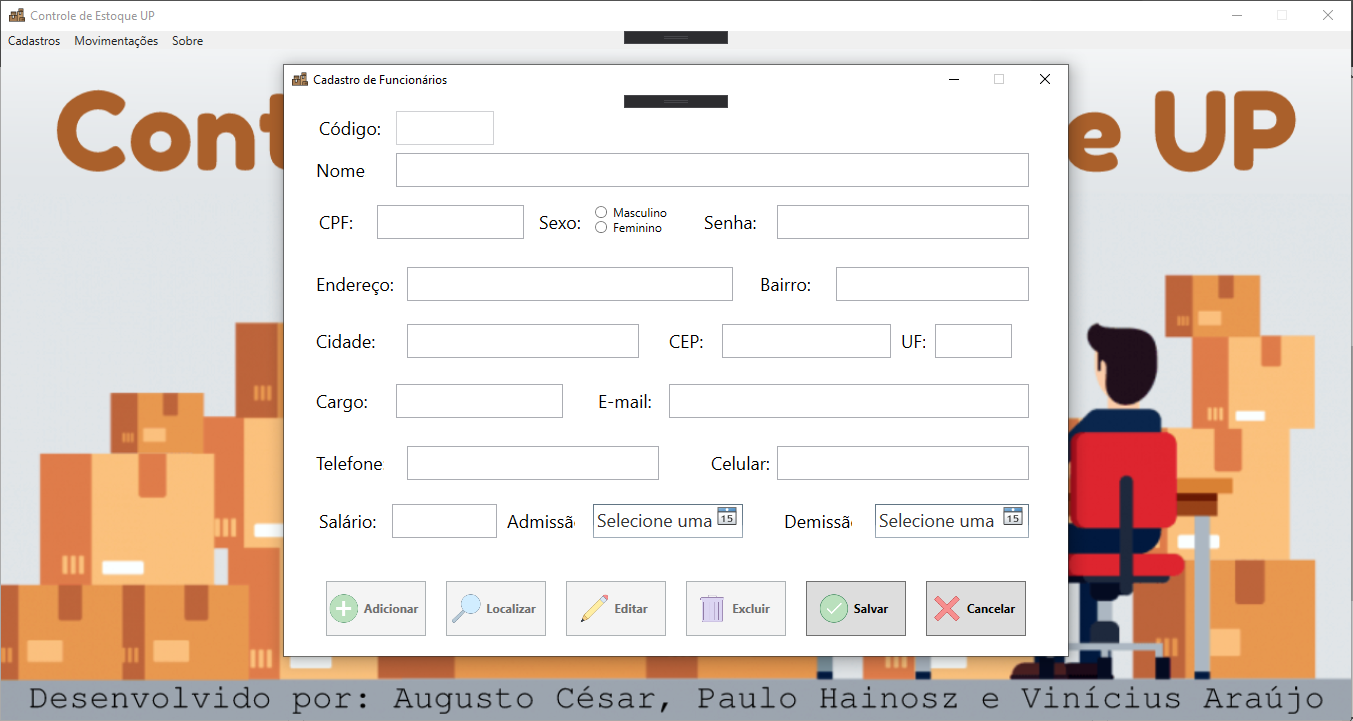 Controle de Estoque UP
Cadastros Movimentações Sobre
Cont e UP
Cadastro de Funcionários
Código:
Nome
CPF: Sexo: Masculino Senha:
Feminino
Endereço: Bairro:
Cidade: CEP: UF:
Cargo: E-mail:
Telefone Celular:
Salário: Admissã Selecione uma 15 Demissã Selecione uma 15
Adicionar Localizar Editar Excluir Salvar Cancelar
Desenvolvido por: Augusto César, Paulo Hainosz e Vinícius Araújo